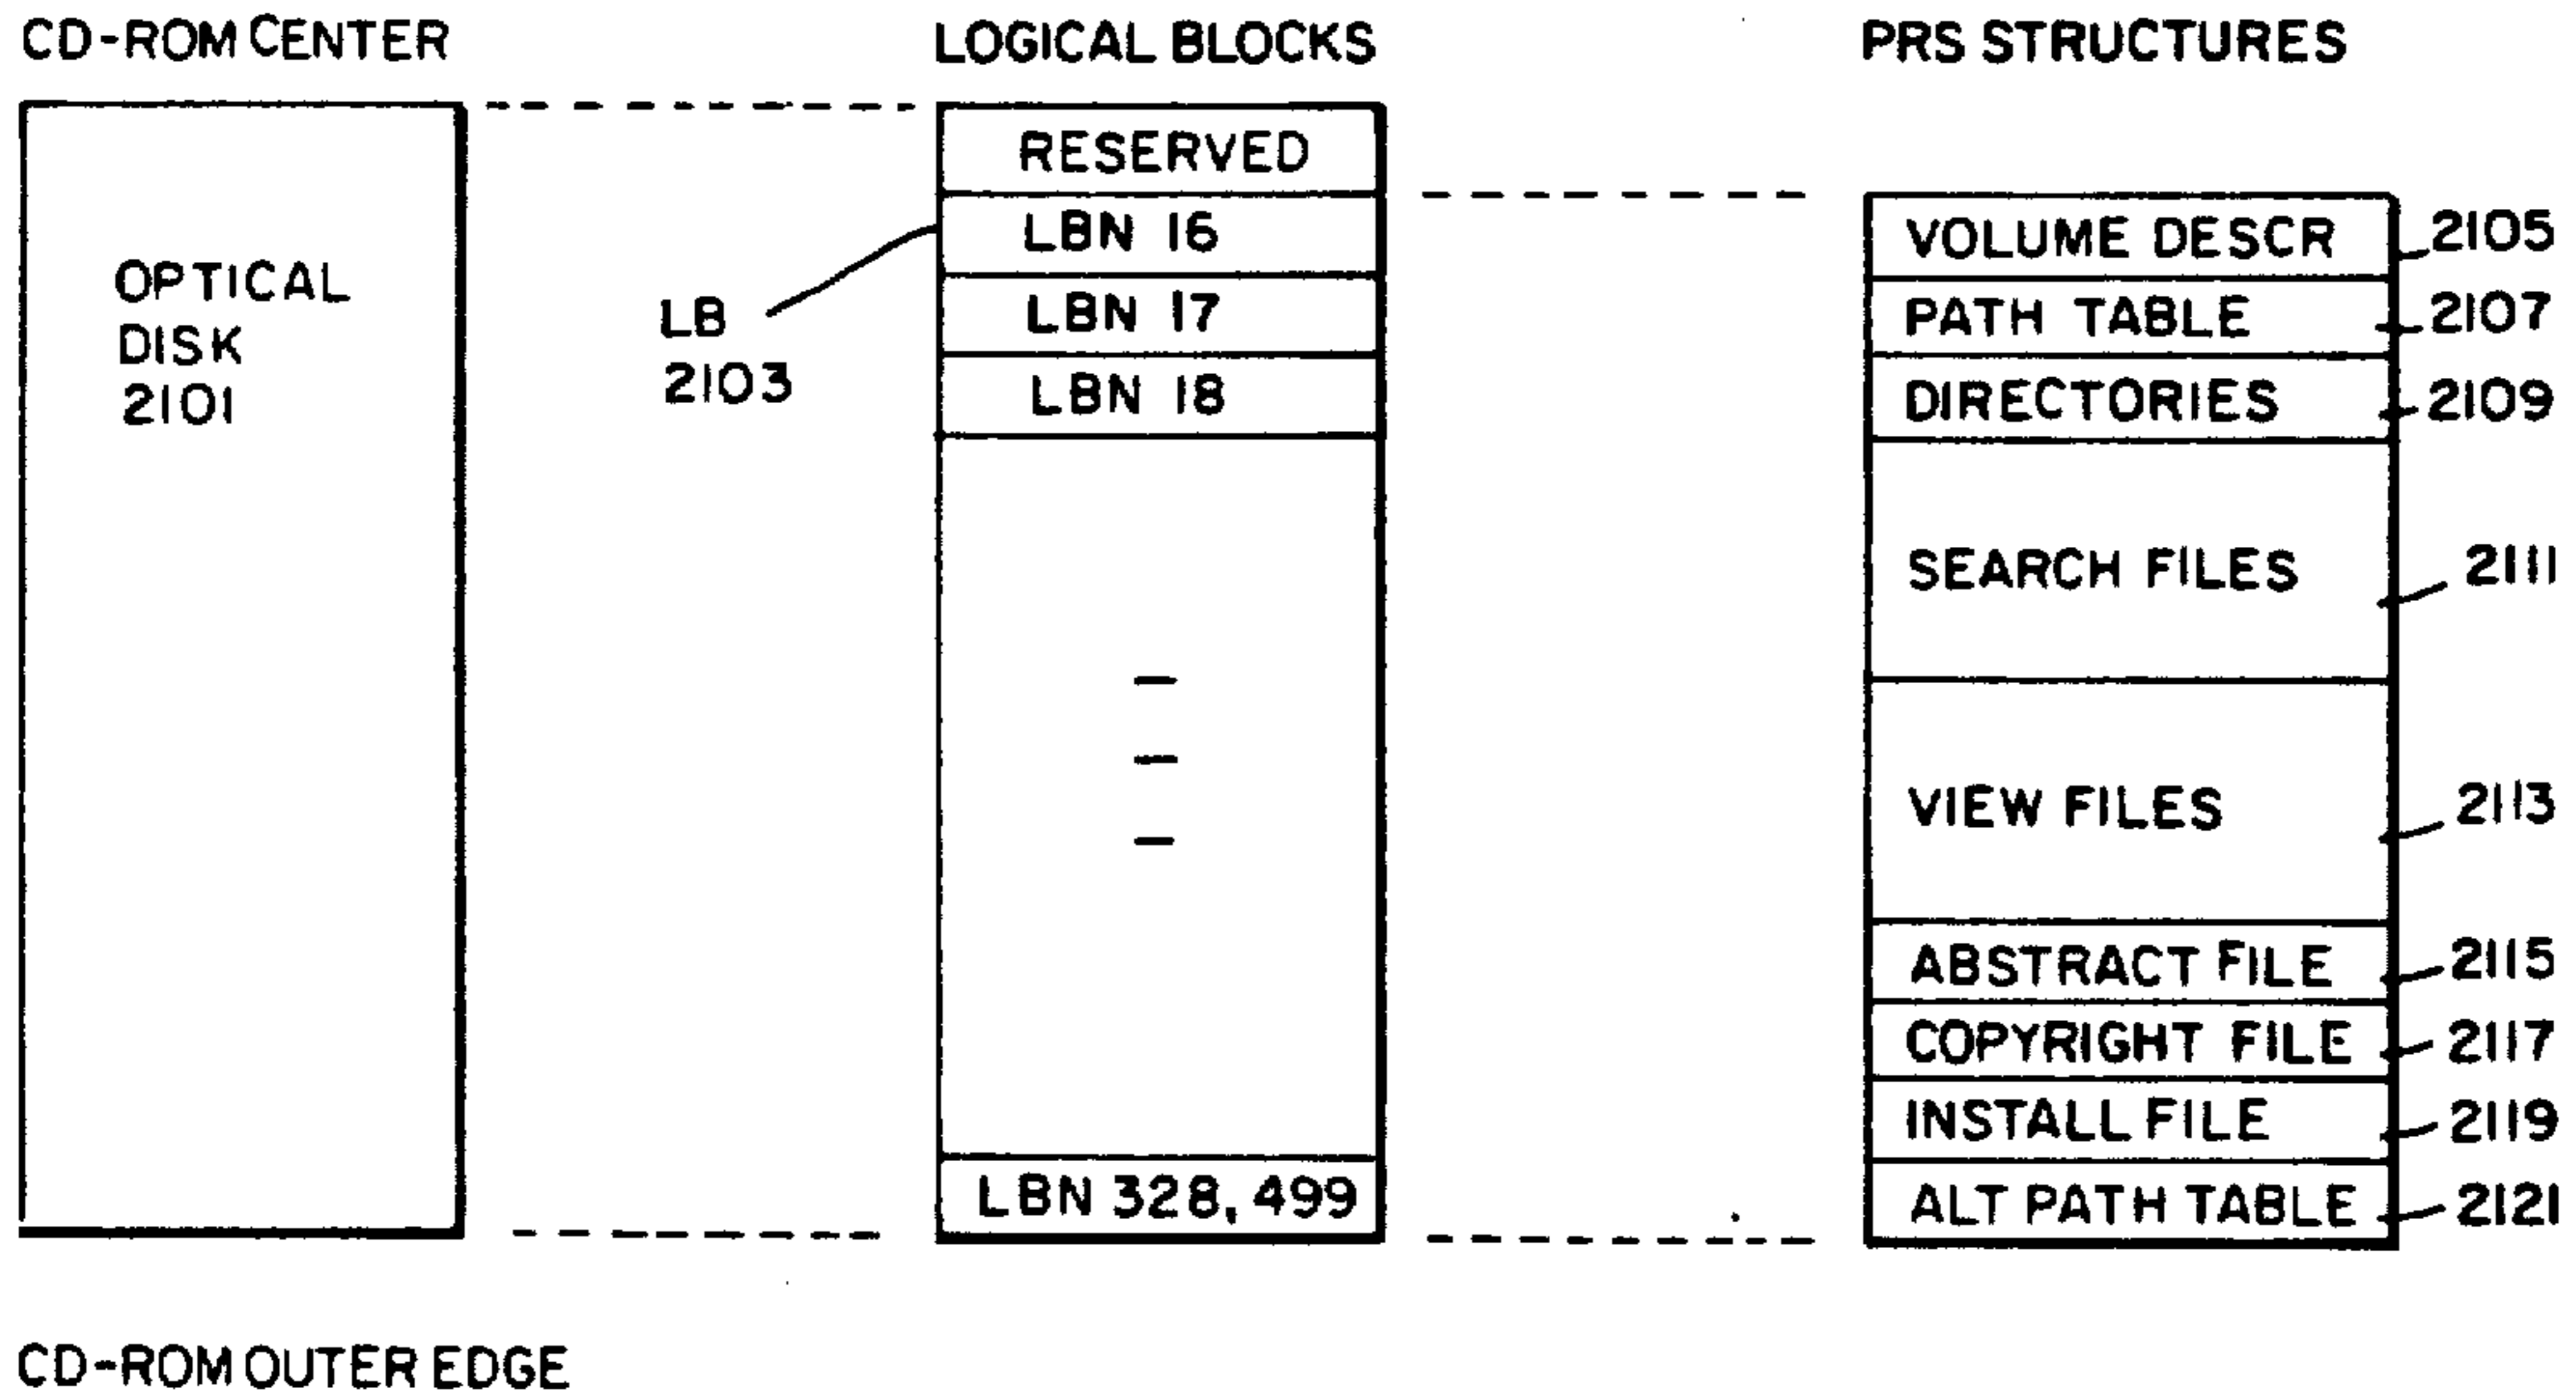 CD-ROM CENTER
LOGICAL BLOCKS
PRS STRUCTURES
OPTICAL
DISK
2101
LB
2103
RESERVED
LBN 16
LBN 17
LBN 18
LBN 328,499
VOLUME DESCR
2105
PATH TABLE
2107
DIRECTORIES
2109
SEARCH FILES
2111
VIEW FILES
2113
ABSTRACT FILE
2115
COPYRIGHT FILE
2117
INSTALL FILE
2119
ALT PATH TABLE
2121
CD-ROM OUTER EDGE